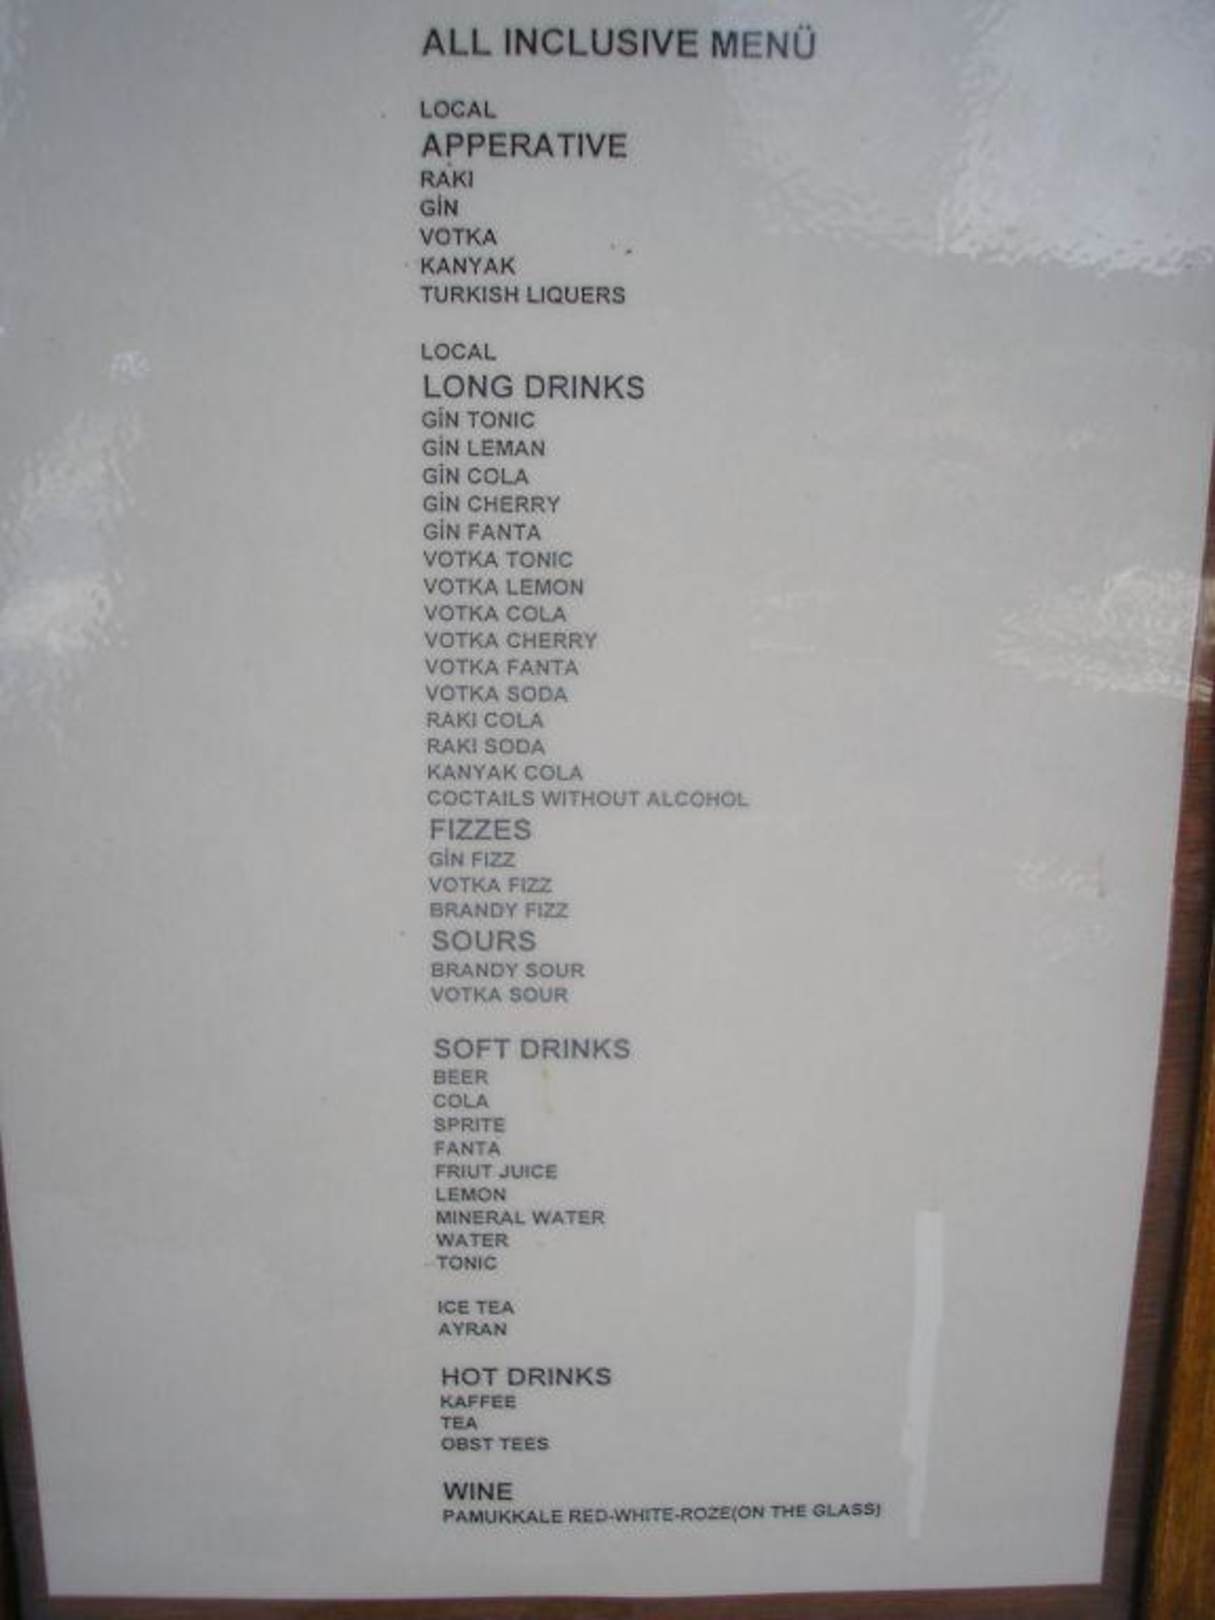 ALL INCLUSIVE MENÜ
LOCAL
APPERATIVE
RAKI
GİN
VOTKA
KANYAK
TURKISH LIQUERS
LOCAL
LONG DRINKS
GİN TONIC
GİN LEMAN
GİN COLA
GİN CHERRY
GİN FANTA
VOTKA TONIC
VOTKA LEMON
VOTKA COLA
VOTKA CHERRY
VOTKA FANTA
VOTKA SODA
RAKI COLA
RAKI SODA
KANYAK COLA
COCTAILS WITHOUT ALCOHOL
FIZZES
GİN FIZZ
VOTKA FIZZ
BRANDY FIZZ
SOURS
BRANDY SOUR
VOTKA SOUR
SOFT DRINKS
BEER
COLA
SPRITE
FANTA
FRIUT JUICE
LEMON
MINERAL WATER
WATER
TONIC
ICE TEA
AYRAN
HOT DRINKS
KAFFEE
TEA
OBST TEES
WINE
PAMUKKALE RED-WHITE-ROZE(ON THE GLASS)